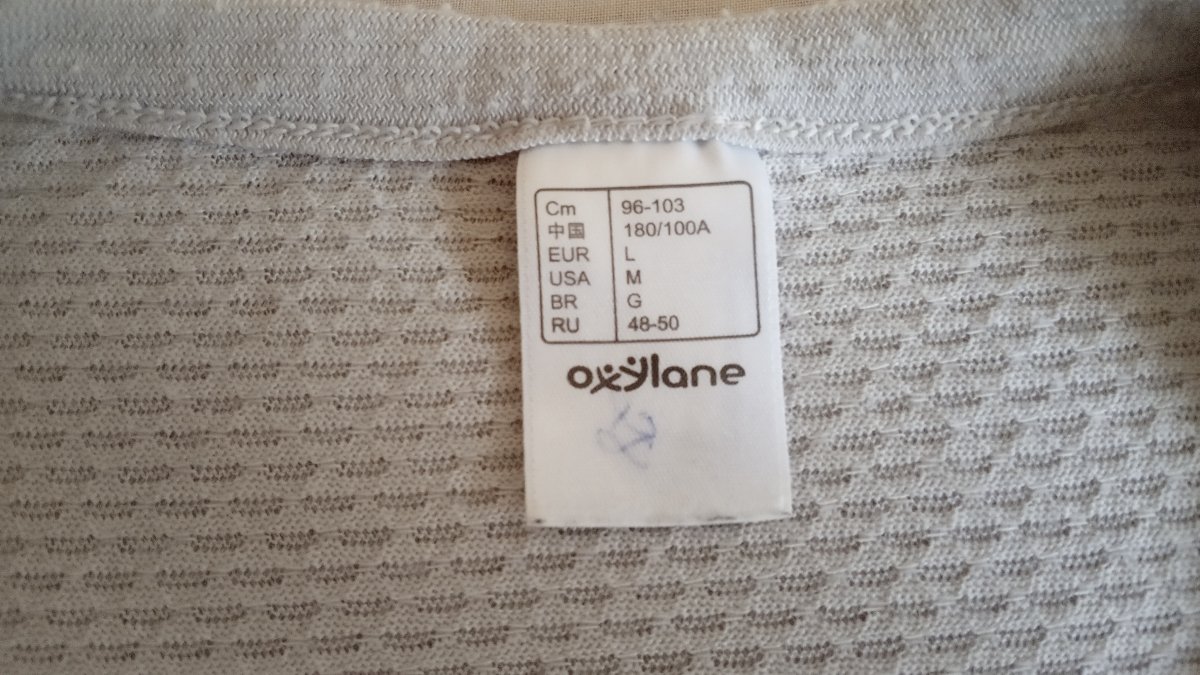 Cm 96-103
中国 180/100A
EUR L
USA M
BR G
RU 48-50
oxylane